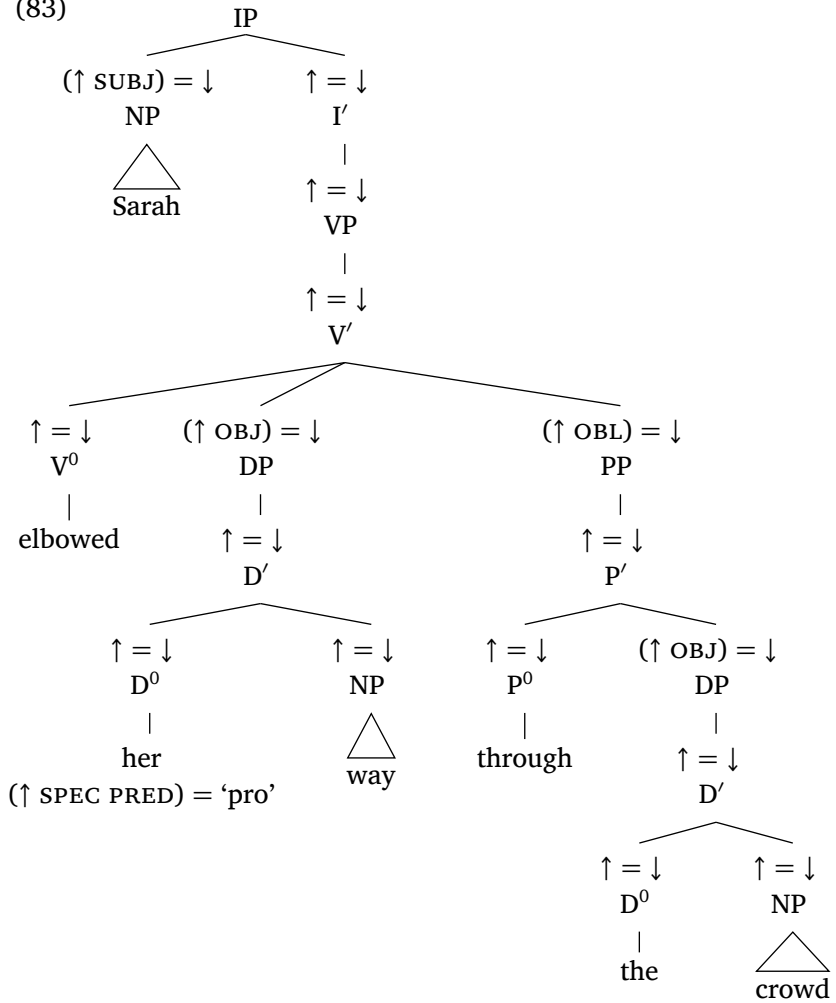 (83)
IP
(↑ SUBJ) = ↓ ↑ = ↓
NP I′
↑ = ↓
Sarah VP
↑ = ↓
V′
↑ = ↓ (↑ OBJ) = ↓ (↑ OBL) = ↓
V⁰ DP PP
elbowed ↑ = ↓ ↑ = ↓
D′ P′
↑ = ↓ ↑ = ↓ ↑ = ↓ (↑ OBJ) = ↓
D⁰ NP P⁰ DP
her way through ↑ = ↓
(↑ SPEC PRED) = ‘pro’ D′
↑ = ↓ ↑ = ↓
D⁰ NP
the crowd